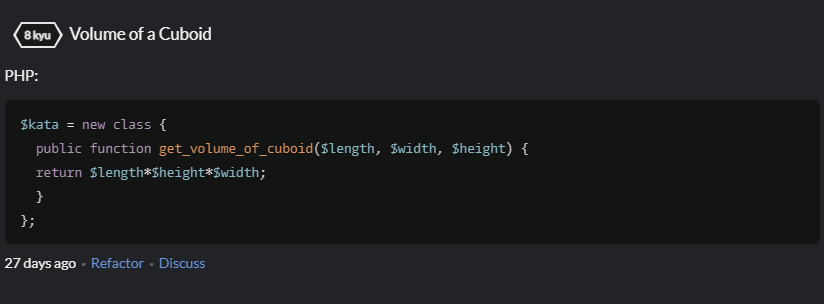 8 kyu Volume of a Cuboid
PHP:
$kata = new class {
  public function get_volume_of_cuboid($length, $width, $height) {
  return $length*$height*$width;
  }
};
27 days ago • Refactor • Discuss